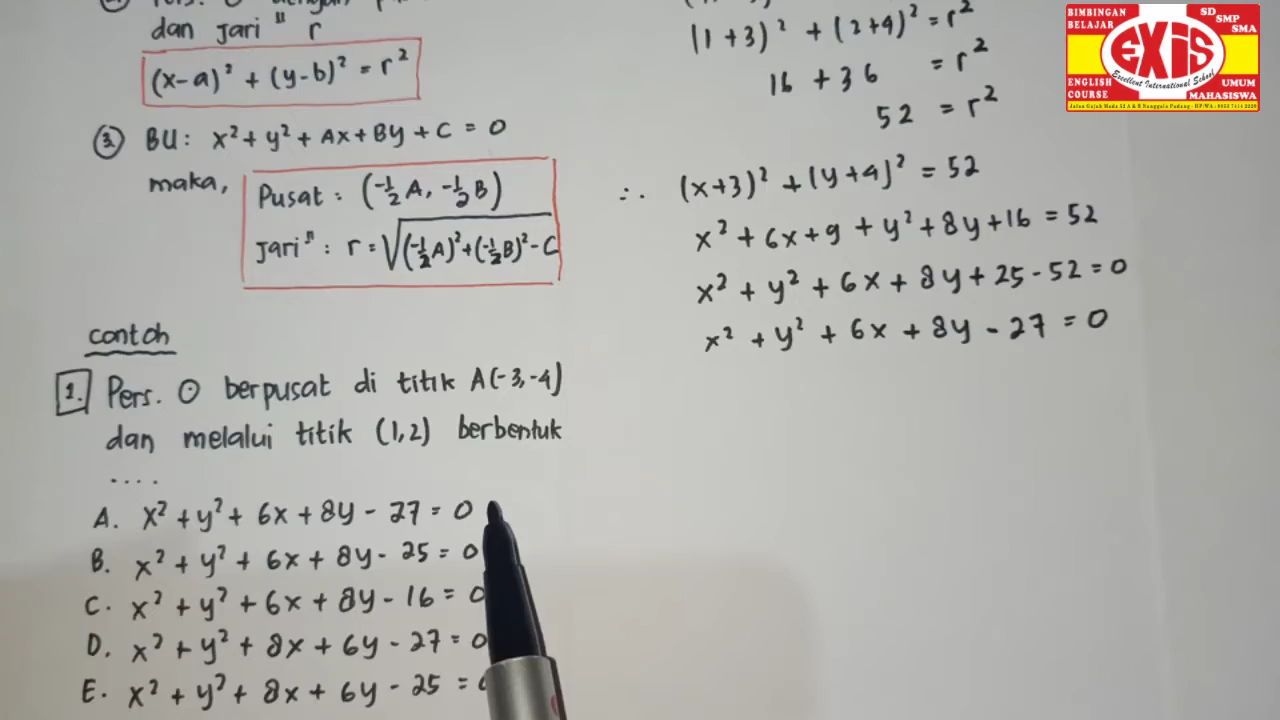 dan jari" r
(x-a)² + (y-b)² = r²
③ BU: x² + y² + Ax + By + C = 0
maka,
Pusat : (-½A, -½B)
Jari" : r = √((-½A)² + (-½B)² - C
contoh
1. Pers. O berpusat di titik A(-3,-4)
dan melalui titik (1,2) berbentuk
....
A. x² + y² + 6x + 8y - 27 = 0
B. x² + y² + 6x + 8y - 25 = 0
C. x² + y² + 6x + 8y - 16 = 0
D. x² + y² + 8x + 6y - 27 = 0
E. x² + y² + 8x + 6y - 25 =
(1+3)² + (2+4)² = r²
16 + 36 = r²
52 = r²
∴ (x+3)² + (y+4)² = 52
x² + 6x + 9 + y² + 8y + 16 = 52
x² + y² + 6x + 8y + 25 - 52 = 0
x² + y² + 6x + 8y - 27 = 0
BIMBINGAN BELAJAR
SD SMP SMA
EXIS
Excellent International School
ENGLISH COURSE
UMUM MAHASISWA